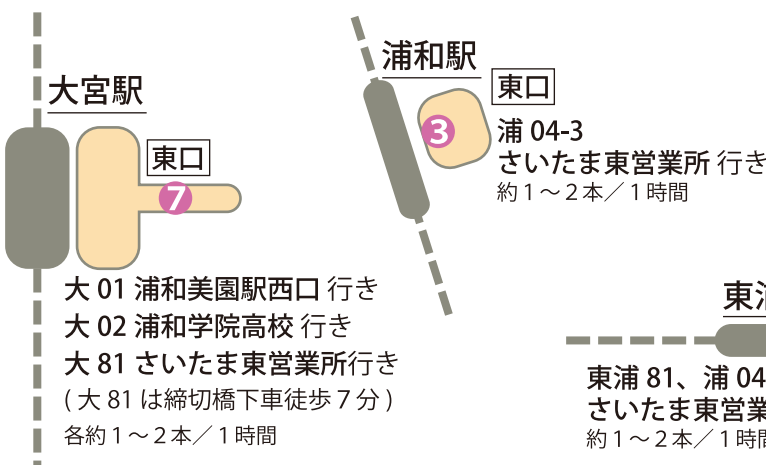 大宮駅
東口
7
大 01 浦和美園駅西口 行き
大 02 浦和学院高校 行き
大 81 さいたま東営業所行き
( 大 81 は締切橋下車徒歩 7 分 )
各約 1 〜 2 本／ 1 時間
浦和駅
東口
3
浦 04-3
さいたま東営業所 行き
約 1 〜 2 本／ 1 時間
東浦
東浦 81、浦 04
さいたま東営業
約 1 〜 2 本／ 1 時間